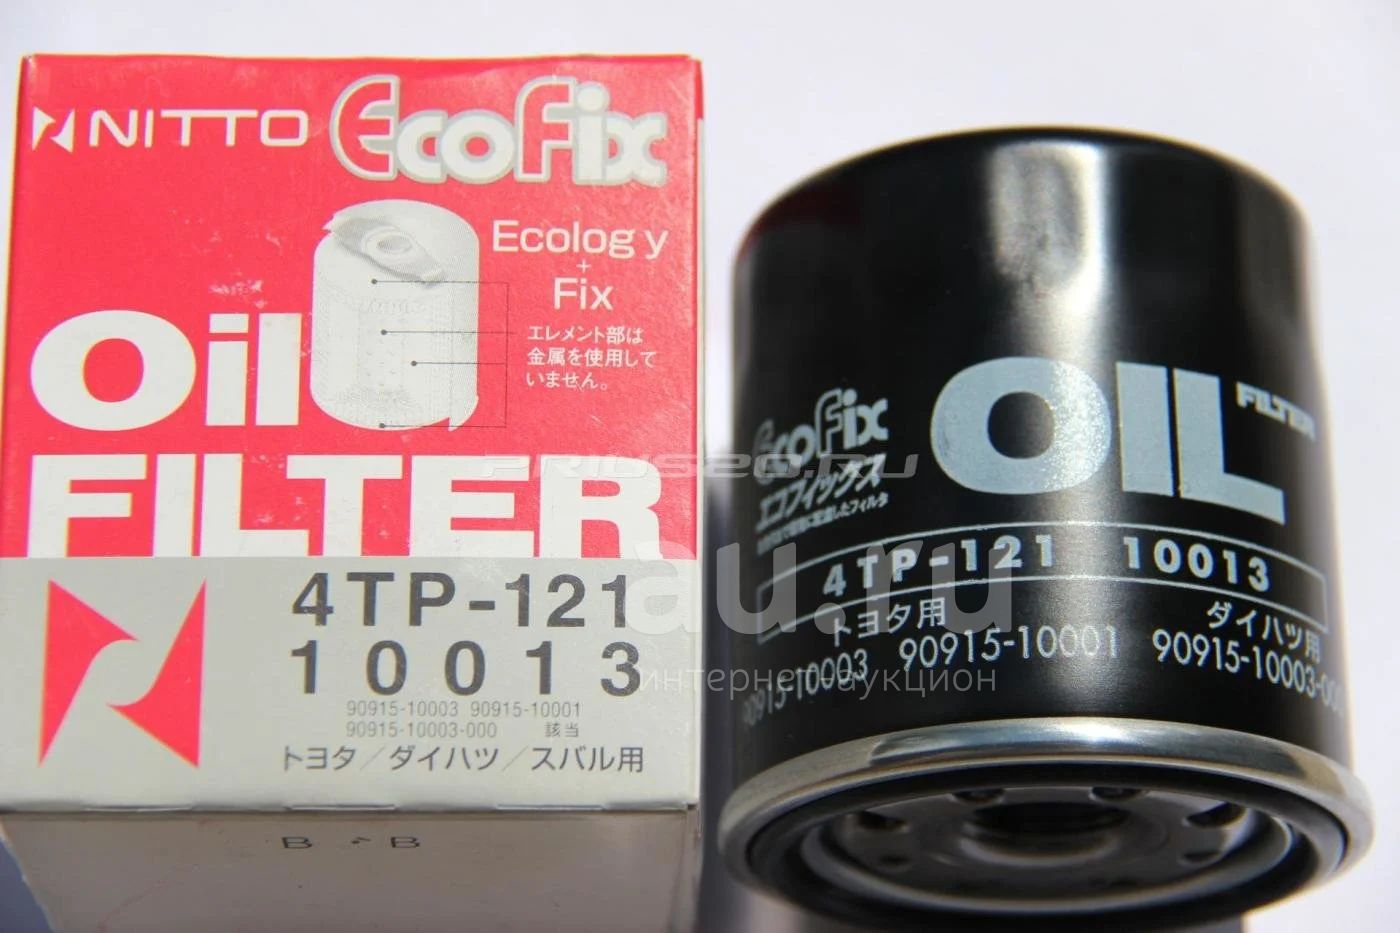 NITTO EcoFix
Ecology
+
Fix
エレメント部は
金属を使用して
いません。
Oil
FILTER
4TP-121
10013
90915-10003 90915-10001
90915-10003-000 該当
トヨタ/ダイハツ/スバル用
B B
EcoFix
エコフィックス
OIL FILTER
4TP-121 10013
トヨタ用 ダイハツ用
90915-10003 90915-10001 90915-10003-000
PRIUS20.RU
au.ru
интернет-аукцион